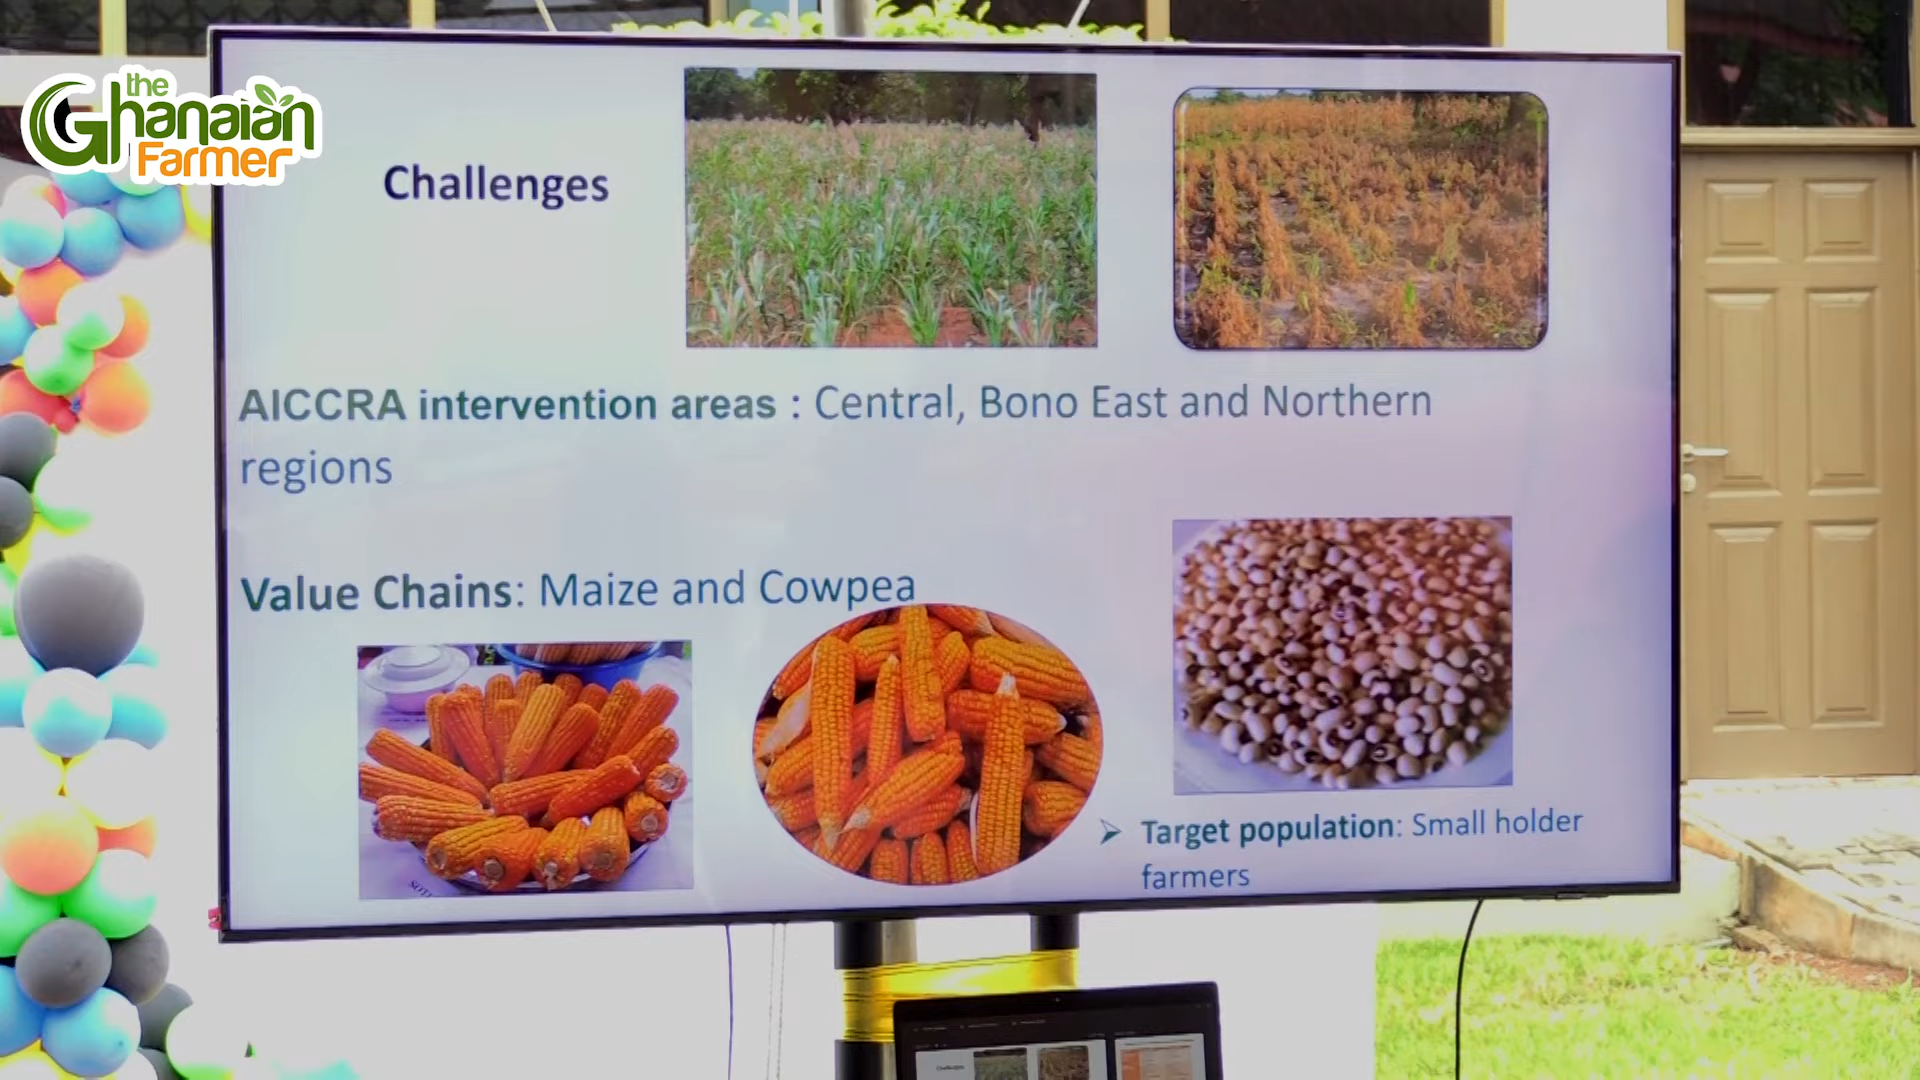 the
Ghanaian
Farmer
Challenges
AICCRA intervention areas : Central, Bono East and Northern
regions
Value Chains: Maize and Cowpea
➢ Target population: Small holder
farmers
Challenges